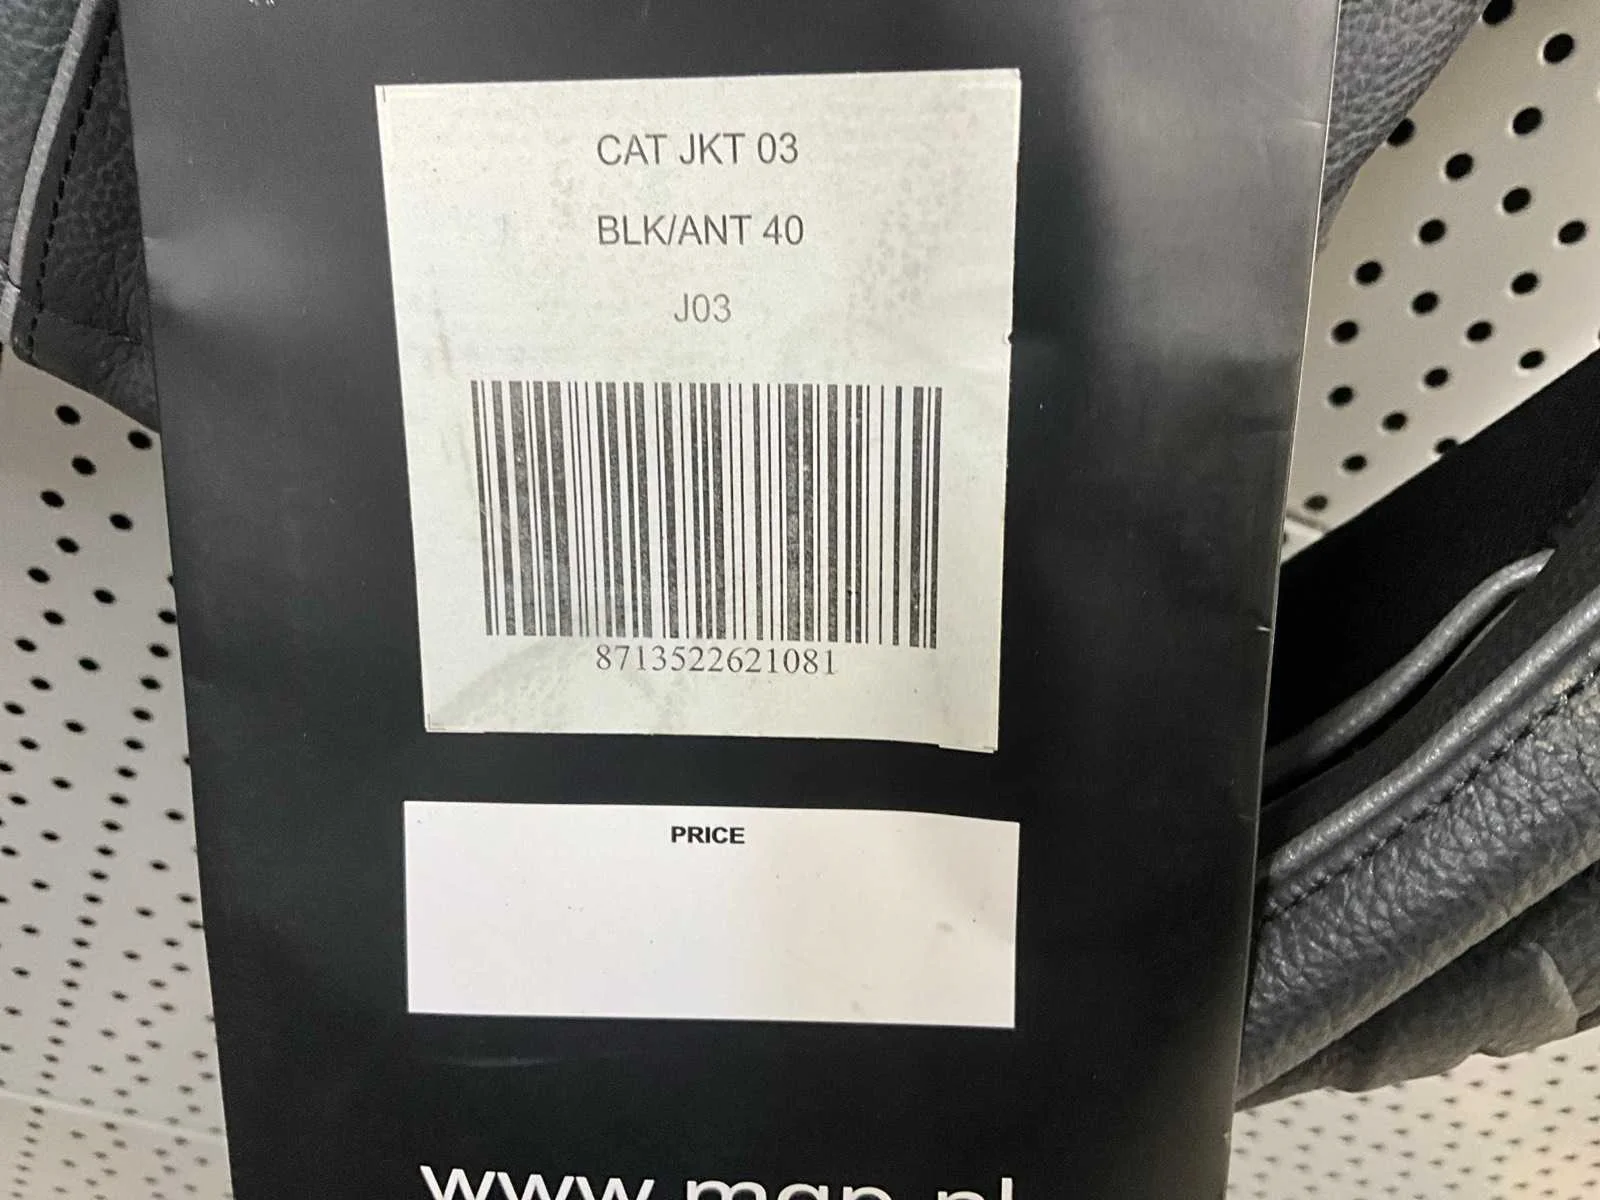 CAT JKT 03
BLK/ANT 40
J03
8713522621081
PRICE